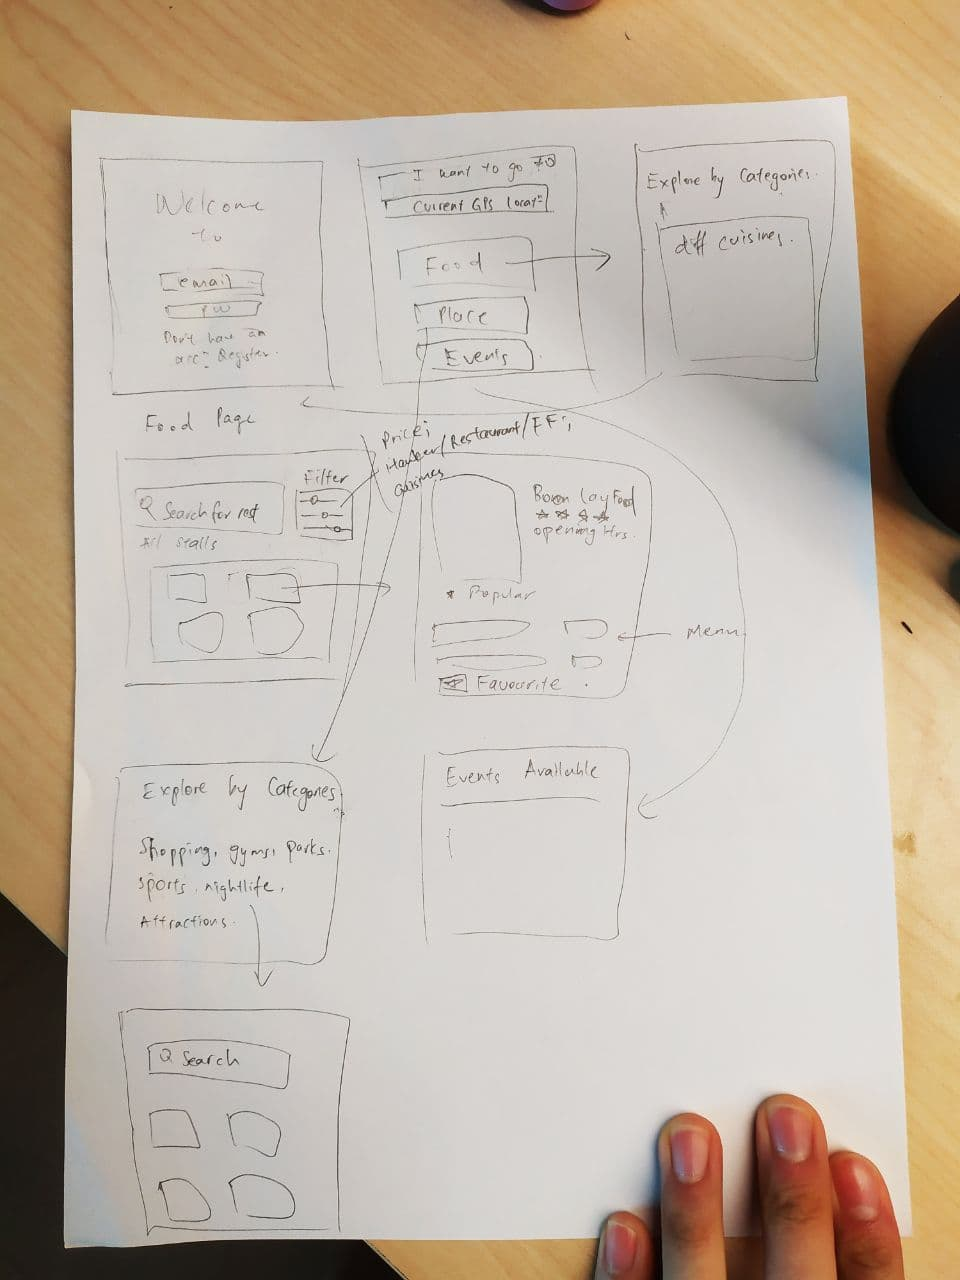 Welcome
to
email
PW
Don't have an
acc? Register.
I want to go to
Current GPS Locat
Food
Place
Events
Explore by Categories.
diff cuisines.
Food Page
Price,
Hawker/Restaurant/FF,
Cuisines
Filter
Search for rest
All stalls
Boon Lay Food
opening Hrs.
Popular
Menu
Favourite
Explore by Categories
Shopping, gyms, parks.
sports, nightlife,
Attractions.
Events Available
Search